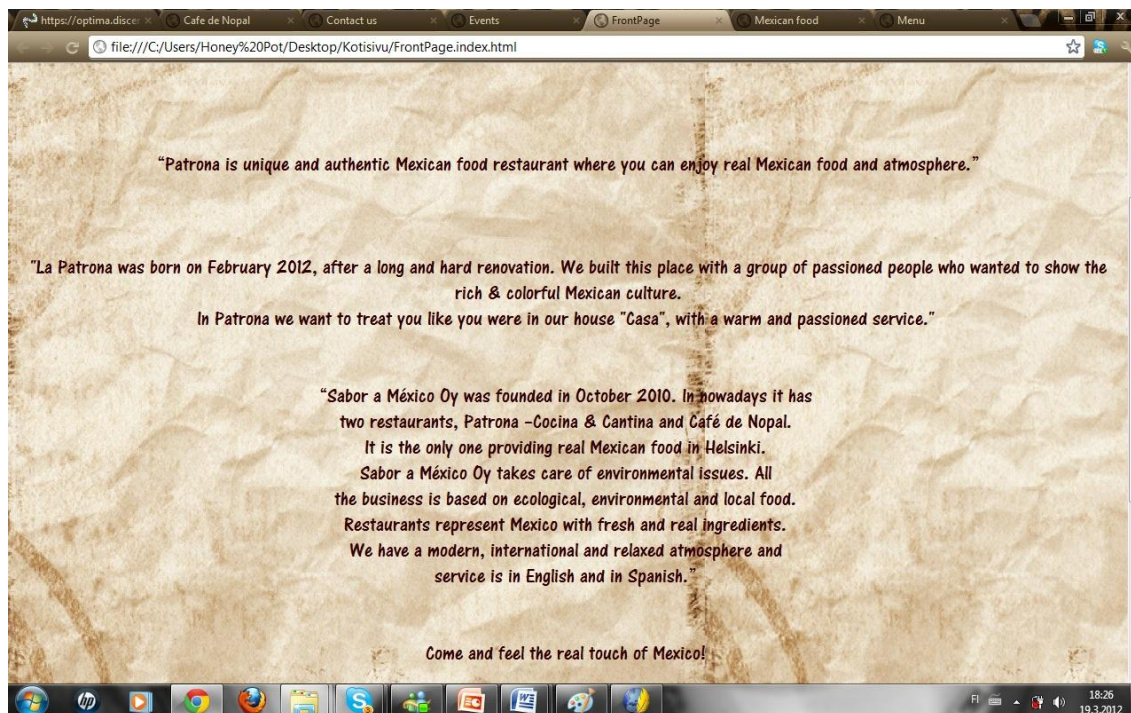 https://optima.discer
Cafe de Nopal
Contact us
Events
FrontPage
Mexican food
Menu
file:///C:/Users/Honey%20Pot/Desktop/Kotisivu/FrontPage.index.html
“Patrona is unique and authentic Mexican food restaurant where you can enjoy real Mexican food and atmosphere.”
"La Patrona was born on February 2012, after a long and hard renovation. We built this place with a group of passioned people who wanted to show the
rich & colorful Mexican culture.
In Patrona we want to treat you like you were in our house "Casa", with a warm and passioned service."
“Sabor a México Oy was founded in October 2010. In nowadays it has
two restaurants, Patrona –Cocina & Cantina and Café de Nopal.
It is the only one providing real Mexican food in Helsinki.
Sabor a México Oy takes care of environmental issues. All
the business is based on ecological, environmental and local food.
Restaurants represent Mexico with fresh and real ingredients.
We have a modern, international and relaxed atmosphere and
service is in English and in Spanish.”
Come and feel the real touch of Mexico!
hp
FI
18:26
19.3.2012